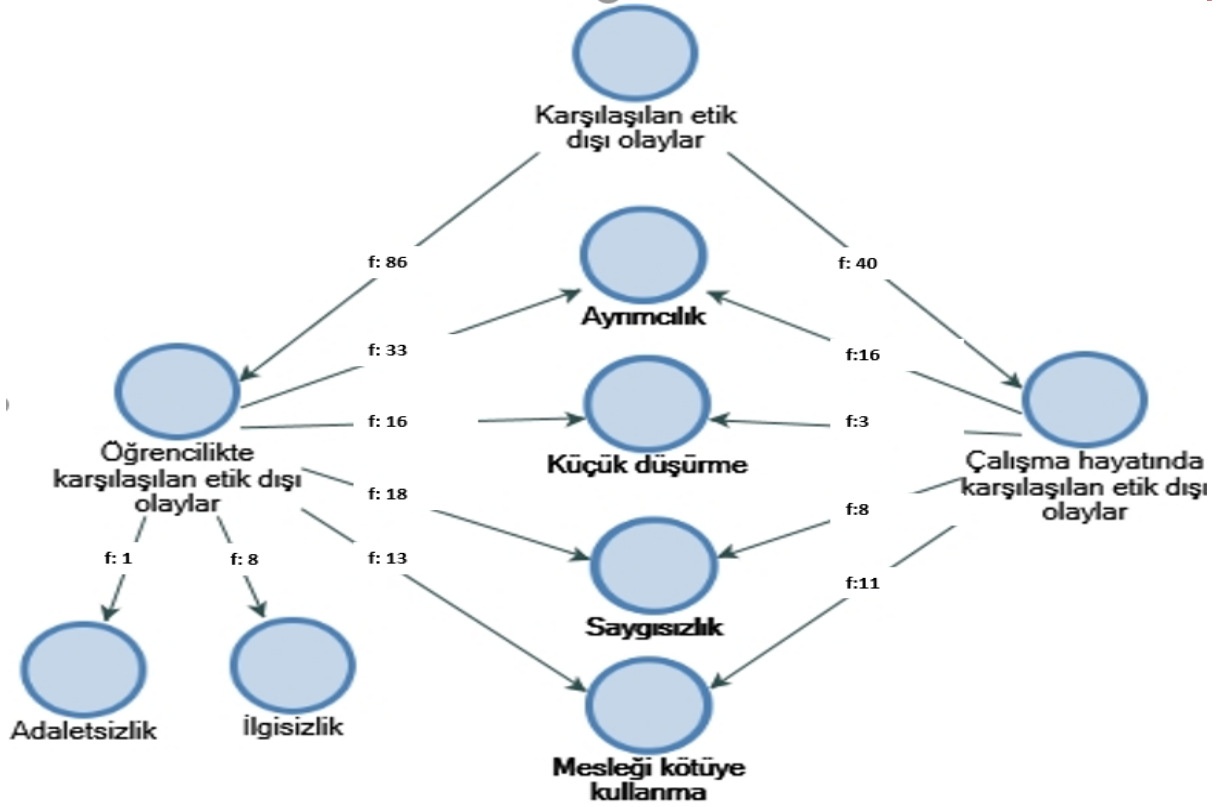 Karşılaşılan etik
dışı olaylar
f: 86
f: 40
Ayrımcılık
f: 33
f:16
Küçük düşürme
f: 16
f:3
Öğrencilikte
karşılaşılan etik dışı
olaylar
Çalışma hayatında
karşılaşılan etik dışı
olaylar
f: 18
f:8
Saygısızlık
f: 13
f:11
Mesleği kötüye
kullanma
f: 1
f: 8
Adaletsizlik
İlgisizlik